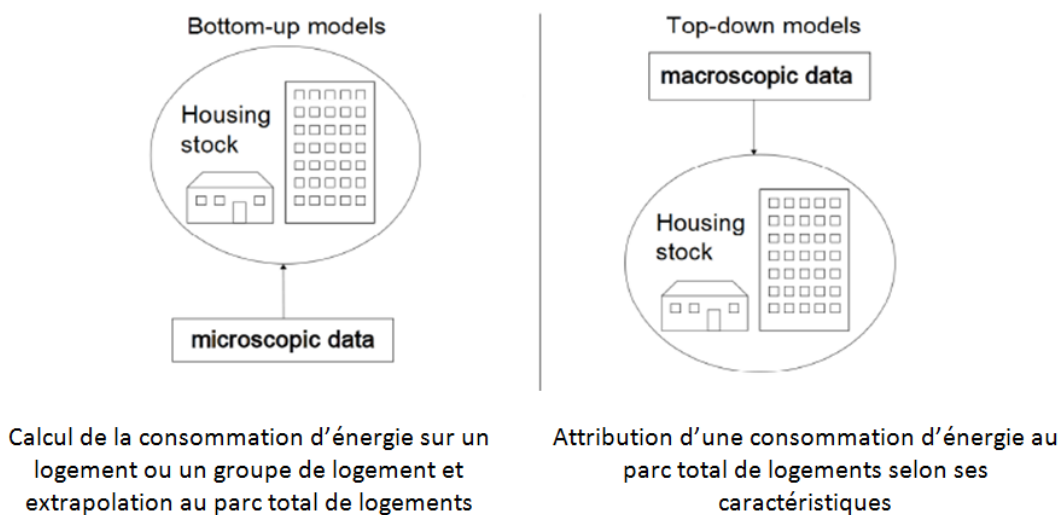 Bottom-up models
Housing
stock
microscopic data
Calcul de la consommation d'énergie sur un
logement ou un groupe de logement et
extrapolation au parc total de logements
Top-down models
macroscopic data
Housing
stock
Attribution d'une consommation d'énergie au
parc total de logements selon ses
caractéristiques